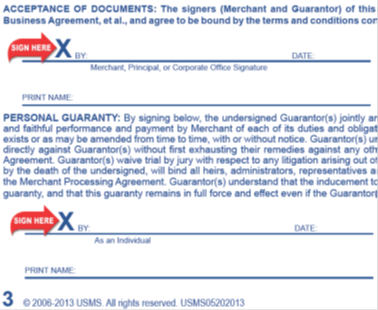 ACCEPTANCE OF DOCUMENTS: The signers (Merchant and Guarantor) of this
Business Agreement, et al., and agree to be bound by the terms and conditions con
SIGN HERE X BY: DATE:
Merchant, Principal, or Corporate Office Signature
PRINT NAME:
PERSONAL GUARANTY: By signing below, the undersigned Guarantor(s) jointly an
and faithful performance and payment by Merchant of each of its duties and obligat
exists or as may be amended from time to time, with or without notice. Guarantor(s) un
directly against Guarantor(s) without first exhausting their remedies against any oth
Agreement. Guarantor(s) waive trial by jury with respect to any litigation arising out of
by the death of the undersigned, will bind all heirs, administrators, representatives a
the Merchant Processing Agreement. Guarantor(s) understand that the inducement to
guaranty, and that this guaranty remains in full force and effect even if the Guarantor(
SIGN HERE X BY: DATE:
As an Individual
PRINT NAME:
3 © 2006-2013 USMS. All rights reserved. USMS05202013